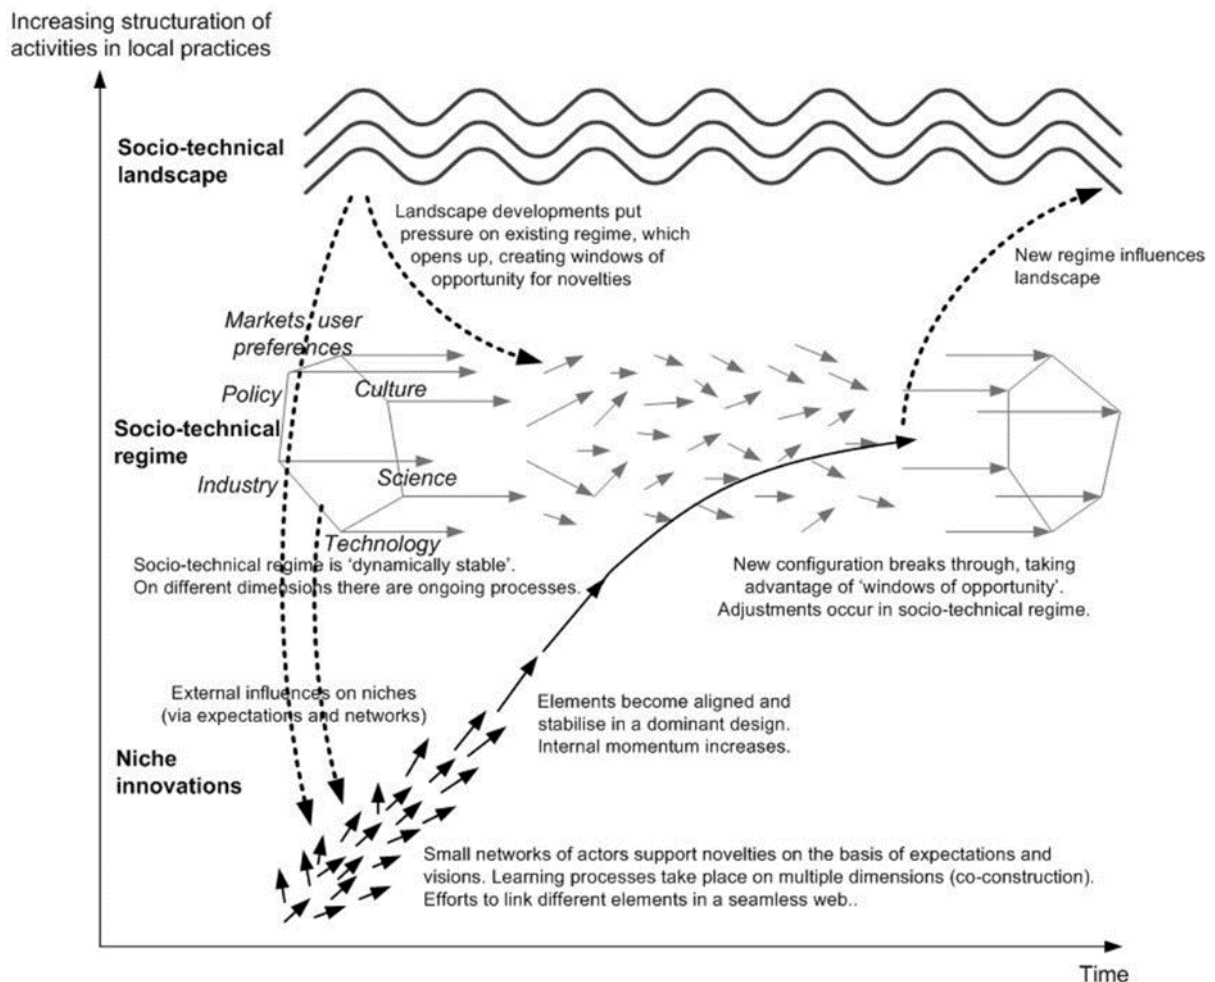 Increasing structuration of
activities in local practices
Socio-technical
landscape
Landscape developments put
pressure on existing regime, which
opens up, creating windows of
opportunity for novelties
New regime influences
landscape
Markets, user
preferences
Policy
Culture
Socio-technical
regime
Industry
Science
Technology
Socio-technical regime is ‘dynamically stable’.
On different dimensions there are ongoing processes.
New configuration breaks through, taking
advantage of ‘windows of opportunity’.
Adjustments occur in socio-technical regime.
External influences on niches
(via expectations and networks)
Elements become aligned and
stabilise in a dominant design.
Internal momentum increases.
Niche
innovations
Small networks of actors support novelties on the basis of expectations and
visions. Learning processes take place on multiple dimensions (co-construction).
Efforts to link different elements in a seamless web..
Time